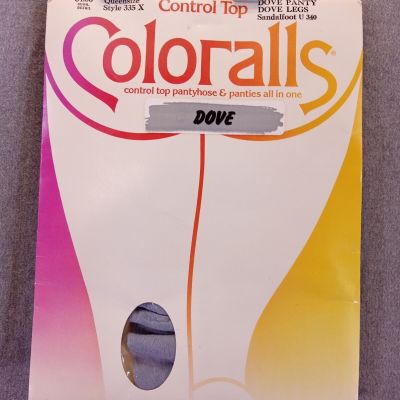 Queensize
Style 335 X
Control Top
DOVE PANTY
DOVE LEGS
Sandalfoot U 340
Coloralls®
control top pantyhose & panties all in one
DOVE